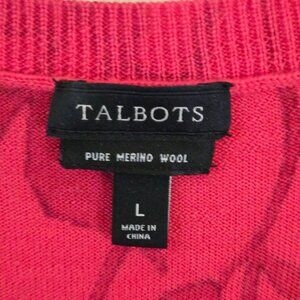 TALBOTS
PURE MERINO WOOL
L
MADE IN
CHINA